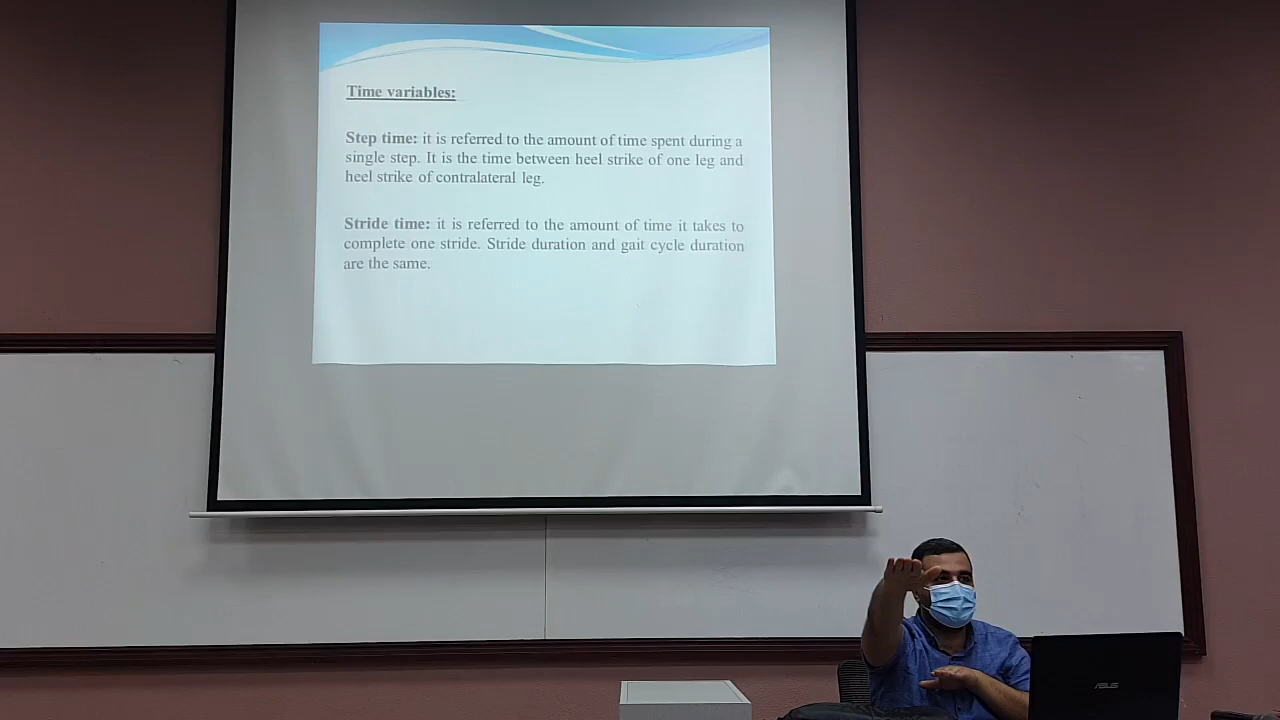 Time variables:
Step time: it is referred to the amount of time spent during a
single step. It is the time between heel strike of one leg and
heel strike of contralateral leg.
Stride time: it is referred to the amount of time it takes to
complete one stride. Stride duration and gait cycle duration
are the same.
ASUS